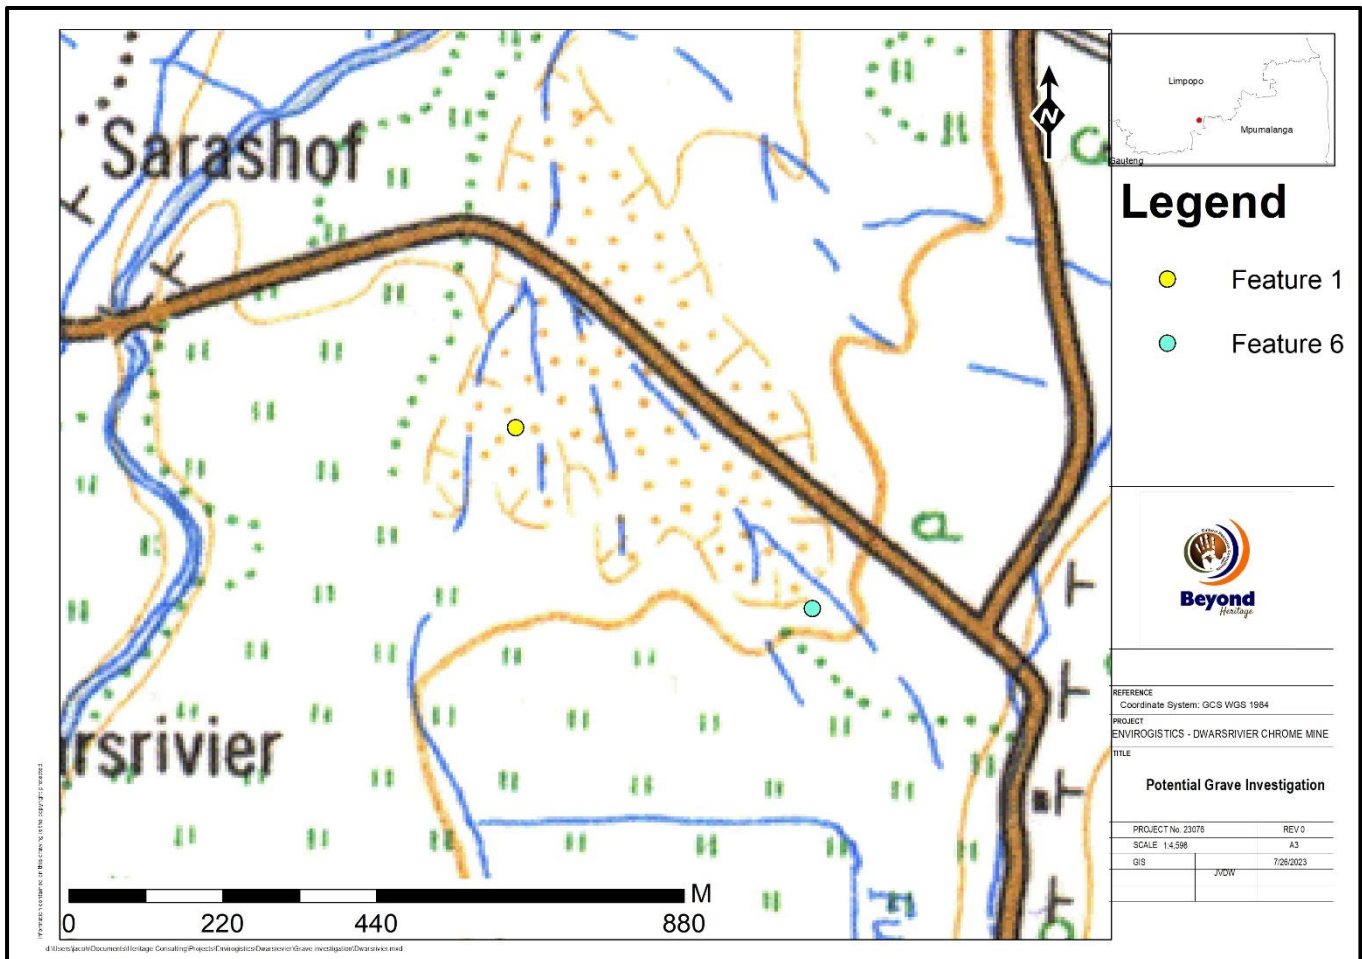 Sarashof
N
Limpopo
Mpumalanga
Gauteng
Legend
Feature 1
Feature 6
Beyond
Heritage
REFERENCE
Coordinate System: GCS WGS 1984
PROJECT
ENVIROGISTICS - DWARSRIVIER CHROME MINE
TITLE
Potential Grave Investigation
PROJECT No. 23076 REV 0
SCALE 1:4,598 A3
GIS 7/26/2023
JVDW
rsrivier
M
0 220 440 880